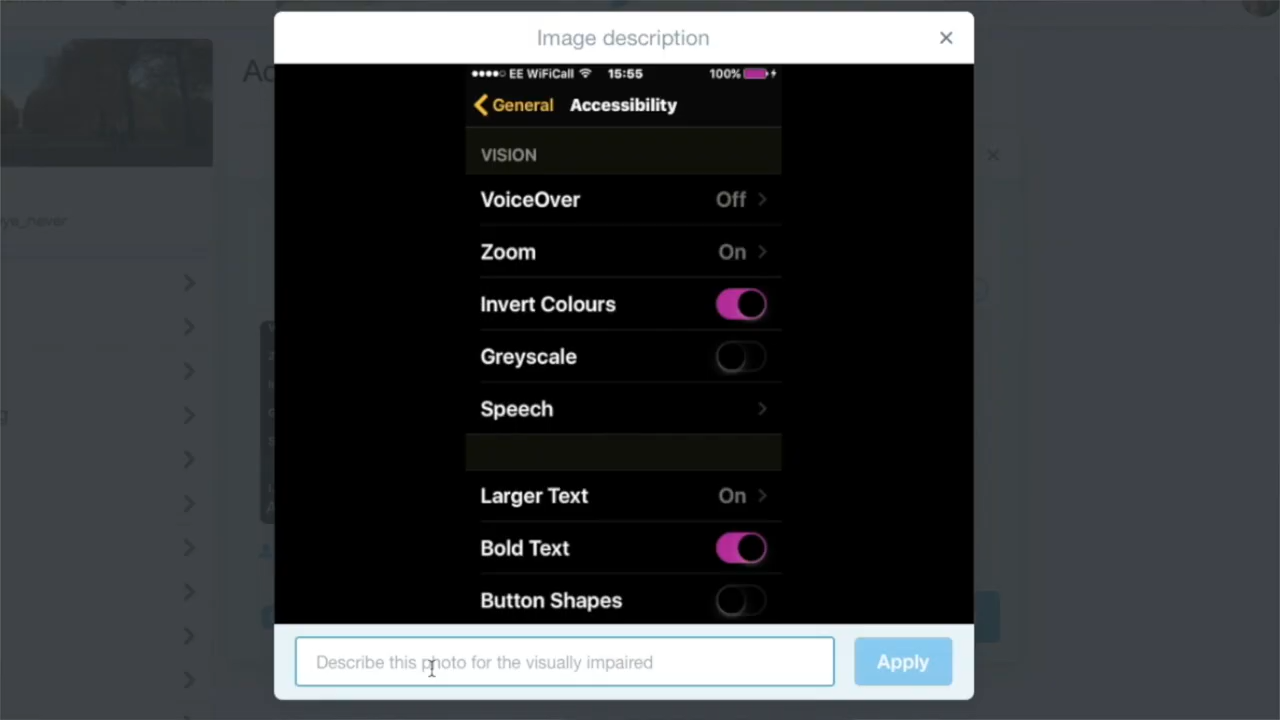 Image description
EE WiFiCall 15:55 100%
General Accessibility
VISION
VoiceOver Off
Zoom On
Invert Colours
Greyscale
Speech
Larger Text On
Bold Text
Button Shapes
Describe this photo for the visually impaired
Apply